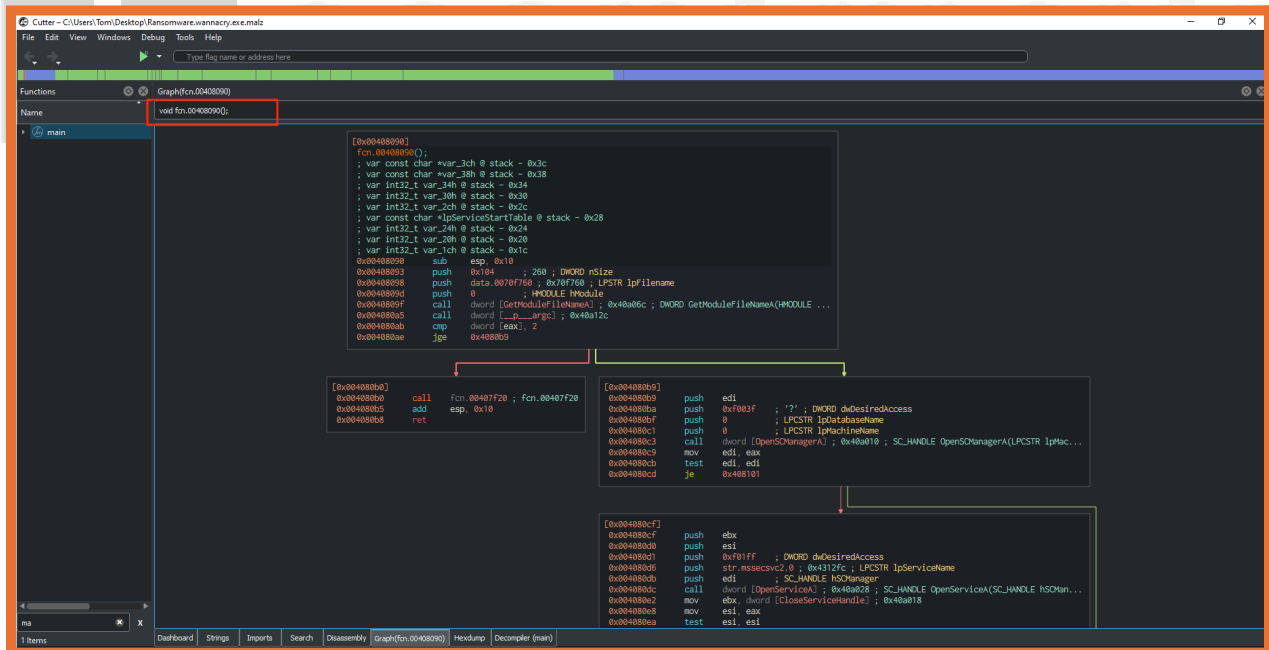 Cutter – C:\Users\Tom\Desktop\Ransomware.wannacry.exe.malz
File Edit View Windows Debug Tools Help
Type flag name or address here
Functions
Graph(fcn.00408090)
Name
void fcn.00408090();
main
[0x00408090]
fcn.00408090();
; var const char *var_3ch @ stack - 0x3c
; var const char *var_38h @ stack - 0x38
; var int32_t var_34h @ stack - 0x34
; var int32_t var_30h @ stack - 0x30
; var int32_t var_2ch @ stack - 0x2c
; var const char *lpServiceStartTable @ stack - 0x28
; var int32_t var_24h @ stack - 0x24
; var int32_t var_20h @ stack - 0x20
; var int32_t var_1ch @ stack - 0x1c
0x00408090 sub esp, 0x10
0x00408093 push 0x104 ; 260 ; DWORD nSize
0x00408098 push data.0070f760 ; 0x70f760 ; LPSTR lpFilename
0x0040809d push 0 ; HMODULE hModule
0x0040809f call dword [GetModuleFileNameA] ; 0x40a06c ; DWORD GetModuleFileNameA(HMODULE ...
0x004080a5 call dword [__p___argc] ; 0x40a12c
0x004080ab cmp dword [eax], 2
0x004080ae jge 0x4080b9
[0x004080b0]
0x004080b0 call fcn.00407f20 ; fcn.00407f20
0x004080b5 add esp, 0x10
0x004080b8 ret
[0x004080b9]
0x004080b9 push edi
0x004080ba push 0xf003f ; '?' ; DWORD dwDesiredAccess
0x004080bf push 0 ; LPCSTR lpDatabaseName
0x004080c1 push 0 ; LPCSTR lpMachineName
0x004080c3 call dword [OpenSCManagerA] ; 0x40a010 ; SC_HANDLE OpenSCManagerA(LPCSTR lpMac...
0x004080c9 mov edi, eax
0x004080cb test edi, edi
0x004080cd je 0x408101
[0x004080cf]
0x004080cf push ebx
0x004080d0 push esi
0x004080d1 push 0xf01ff ; DWORD dwDesiredAccess
0x004080d6 push str.mssecsvc2.0 ; 0x4312fc ; LPCSTR lpServiceName
0x004080db push edi ; SC_HANDLE hSCManager
0x004080dc call dword [OpenServiceA] ; 0x40a028 ; SC_HANDLE OpenServiceA(SC_HANDLE hSCMan...
0x004080e2 mov ebx, dword [CloseServiceHandle] ; 0x40a018
0x004080e8 mov esi, eax
0x004080ea test esi, esi
ma X
1 Items
Dashboard Strings Imports Search Disassembly Graph(fcn.00408090) Hexdump Decompiler (main)